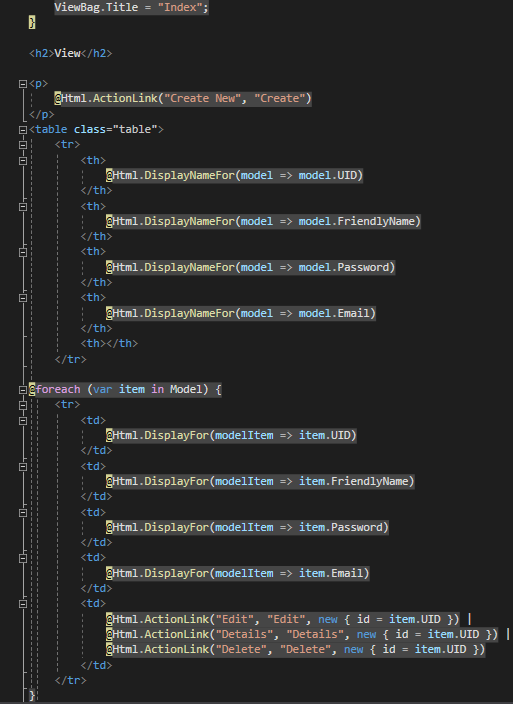 ViewBag.Title = "Index";
}
<h2>View</h2>
<p>
@Html.ActionLink("Create New", "Create")
</p>
<table class="table">
<tr>
<th>
@Html.DisplayNameFor(model => model.UID)
</th>
<th>
@Html.DisplayNameFor(model => model.FriendlyName)
</th>
<th>
@Html.DisplayNameFor(model => model.Password)
</th>
<th>
@Html.DisplayNameFor(model => model.Email)
</th>
<th></th>
</tr>
@foreach (var item in Model) {
<tr>
<td>
@Html.DisplayFor(modelItem => item.UID)
</td>
<td>
@Html.DisplayFor(modelItem => item.FriendlyName)
</td>
<td>
@Html.DisplayFor(modelItem => item.Password)
</td>
<td>
@Html.DisplayFor(modelItem => item.Email)
</td>
<td>
@Html.ActionLink("Edit", "Edit", new { id = item.UID }) |
@Html.ActionLink("Details", "Details", new { id = item.UID }) |
@Html.ActionLink("Delete", "Delete", new { id = item.UID })
</td>
</tr>
}